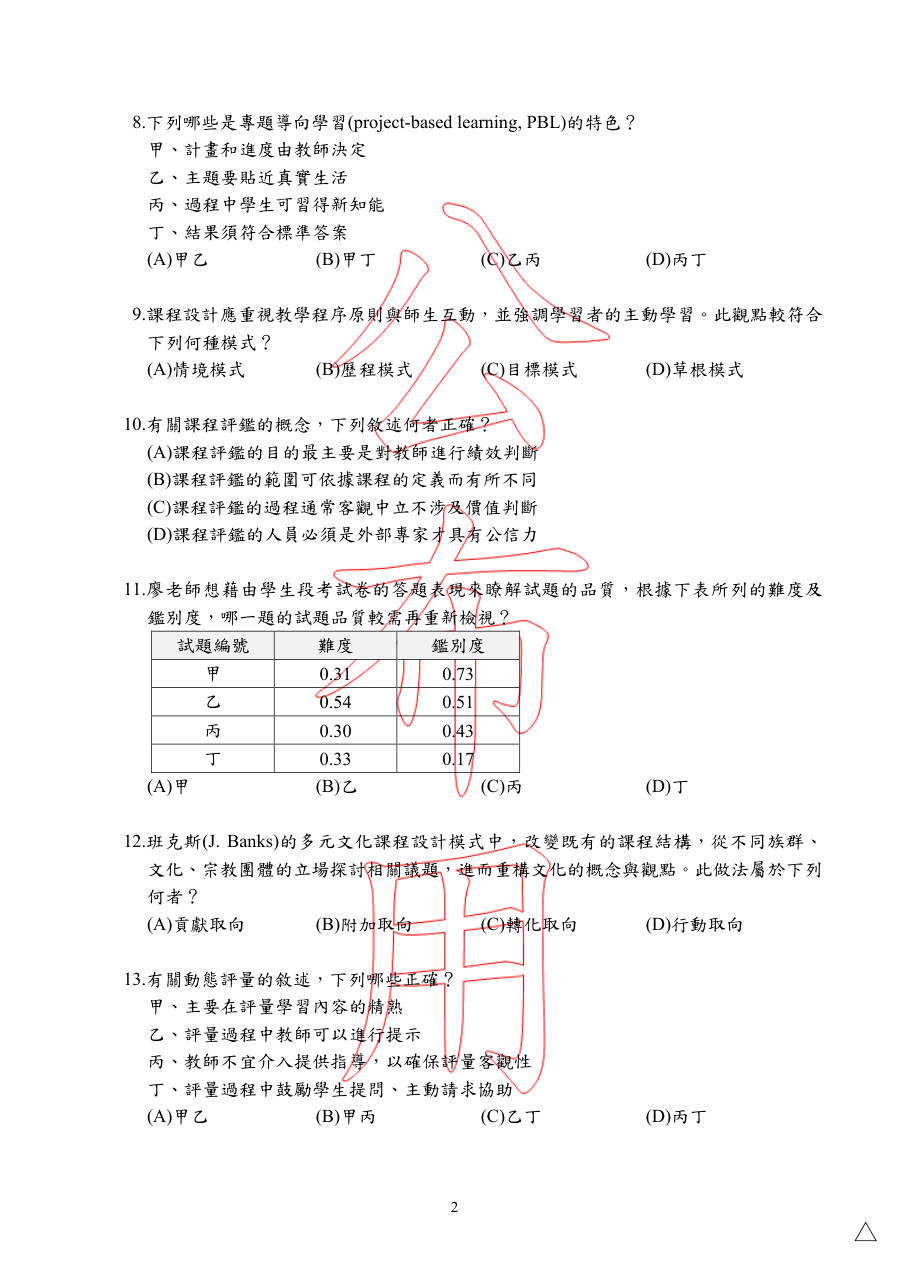 8.下列哪些是專題導向學習(project-based learning, PBL)的特色？
甲、計畫和進度由教師決定
乙、主題要貼近真實生活
丙、過程中學生可習得新知能
丁、結果須符合標準答案
(A)甲乙 (B)甲丁 (C)乙丙 (D)丙丁
9.課程設計應重視教學程序原則與師生互動，並強調學習者的主動學習。此觀點較符合
下列何種模式？
(A)情境模式 (B)歷程模式 (C)目標模式 (D)草根模式
10.有關課程評鑑的概念，下列敘述何者正確？
(A)課程評鑑的目的最主要是對教師進行績效判斷
(B)課程評鑑的範圍可依據課程的定義而有所不同
(C)課程評鑑的過程通常客觀中立不涉及價值判斷
(D)課程評鑑的人員必須是外部專家才具有公信力
11.廖老師想藉由學生段考試卷的答題表現來瞭解試題的品質，根據下表所列的難度及
鑑別度，哪一題的試題品質較需再重新檢視？
試題編號 難度 鑑別度
甲 0.31 0.73
乙 0.54 0.51
丙 0.30 0.43
丁 0.33 0.17
(A)甲 (B)乙 (C)丙 (D)丁
12.班克斯(J. Banks)的多元文化課程設計模式中，改變既有的課程結構，從不同族群、
文化、宗教團體的立場探討相關議題，進而重構文化的概念與觀點。此做法屬於下列
何者？
(A)貢獻取向 (B)附加取向 (C)轉化取向 (D)行動取向
13.有關動態評量的敘述，下列哪些正確？
甲、主要在評量學習內容的精熟
乙、評量過程中教師可以進行提示
丙、教師不宜介入提供指導，以確保評量客觀性
丁、評量過程中鼓勵學生提問、主動請求協助
(A)甲乙 (B)甲丙 (C)乙丁 (D)丙丁
公布用
2